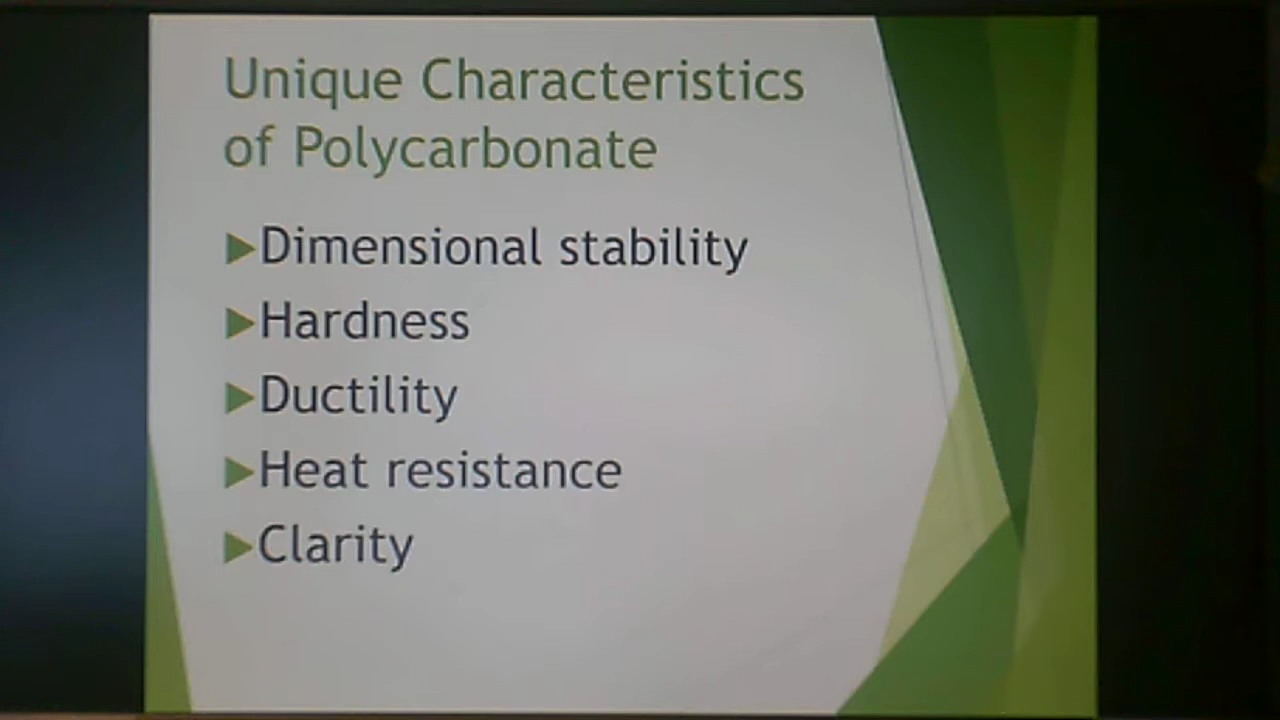 Unique Characteristics
of Polycarbonate
Dimensional stability
Hardness
Ductility
Heat resistance
Clarity